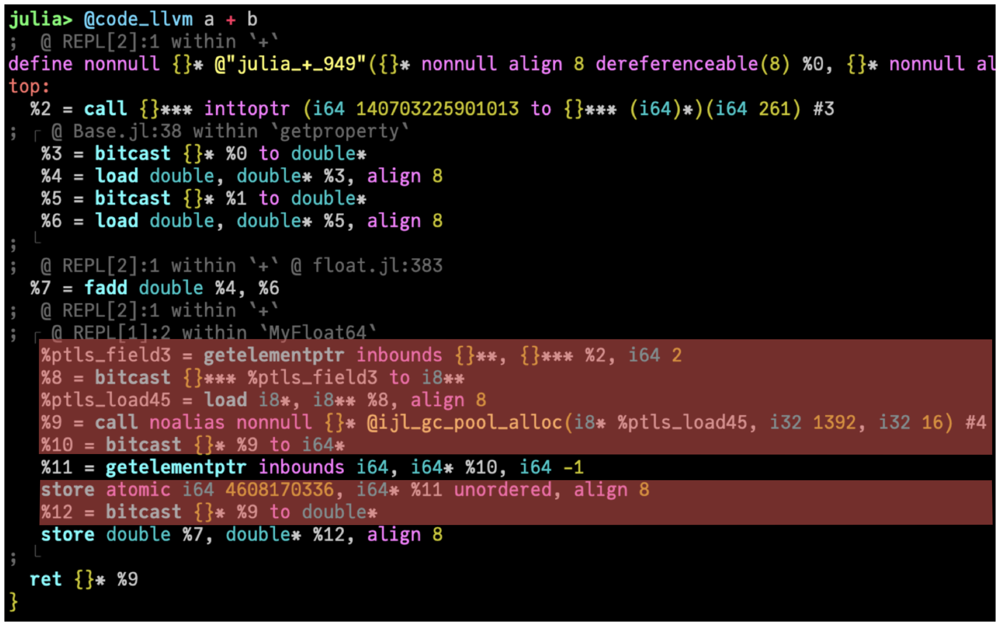 julia> @code_llvm a + b
;  @ REPL[2]:1 within `+`
define nonnull {}* @"julia_+_949"({}* nonnull align 8 dereferenceable(8) %0, {}* nonnull al
top:
  %2 = call {}*** inttoptr (i64 140703225901013 to {}*** (i64)*)(i64 261) #3
; ┌ @ Base.jl:38 within `getproperty`
   %3 = bitcast {}* %0 to double*
   %4 = load double, double* %3, align 8
   %5 = bitcast {}* %1 to double*
   %6 = load double, double* %5, align 8
; └
;  @ REPL[2]:1 within `+` @ float.jl:383
  %7 = fadd double %4, %6
;  @ REPL[2]:1 within `+`
; ┌ @ REPL[1]:2 within `MyFloat64`
   %ptls_field3 = getelementptr inbounds {}**, {}*** %2, i64 2
   %8 = bitcast {}*** %ptls_field3 to i8**
   %ptls_load45 = load i8*, i8** %8, align 8
   %9 = call noalias nonnull {}* @ijl_gc_pool_alloc(i8* %ptls_load45, i32 1392, i32 16) #4
   %10 = bitcast {}* %9 to i64*
   %11 = getelementptr inbounds i64, i64* %10, i64 -1
   store atomic i64 4608170336, i64* %11 unordered, align 8
   %12 = bitcast {}* %9 to double*
   store double %7, double* %12, align 8
; └
  ret {}* %9
}